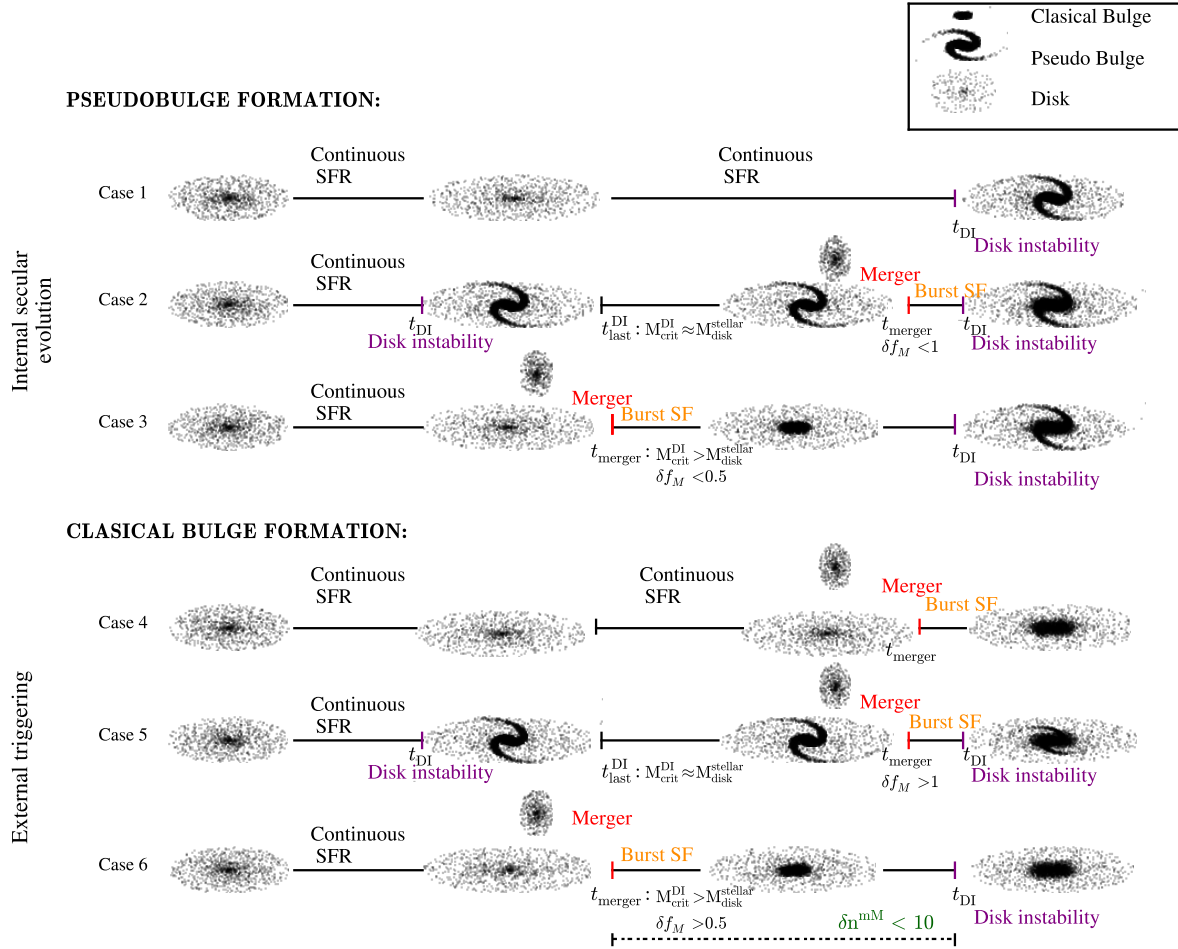 Clasical Bulge
Pseudo Bulge
Disk
PSEUDOBULGE FORMATION:
Internal secular
evolution
Case 1
Continuous
SFR
Continuous
SFR
t_DI
Disk instability
Case 2
Continuous
SFR
t_DI
Disk instability
t_last^DI : M_crit^DI ≈ M_disk^stellar
Merger
Burst SF
t_merger
δf_M <1
t_DI
Disk instability
Case 3
Continuous
SFR
Merger
Burst SF
t_merger : M_crit^DI > M_disk^stellar
δf_M <0.5
t_DI
Disk instability
CLASICAL BULGE FORMATION:
External triggering
Case 4
Continuous
SFR
Continuous
SFR
Merger
Burst SF
t_merger
Case 5
Continuous
SFR
t_DI
Disk instability
t_last^DI : M_crit^DI ≈ M_disk^stellar
Merger
Burst SF
t_merger
δf_M >1
t_DI
Disk instability
Case 6
Continuous
SFR
Merger
Burst SF
t_merger : M_crit^DI > M_disk^stellar
δf_M >0.5
δn^mM < 10
t_DI
Disk instability